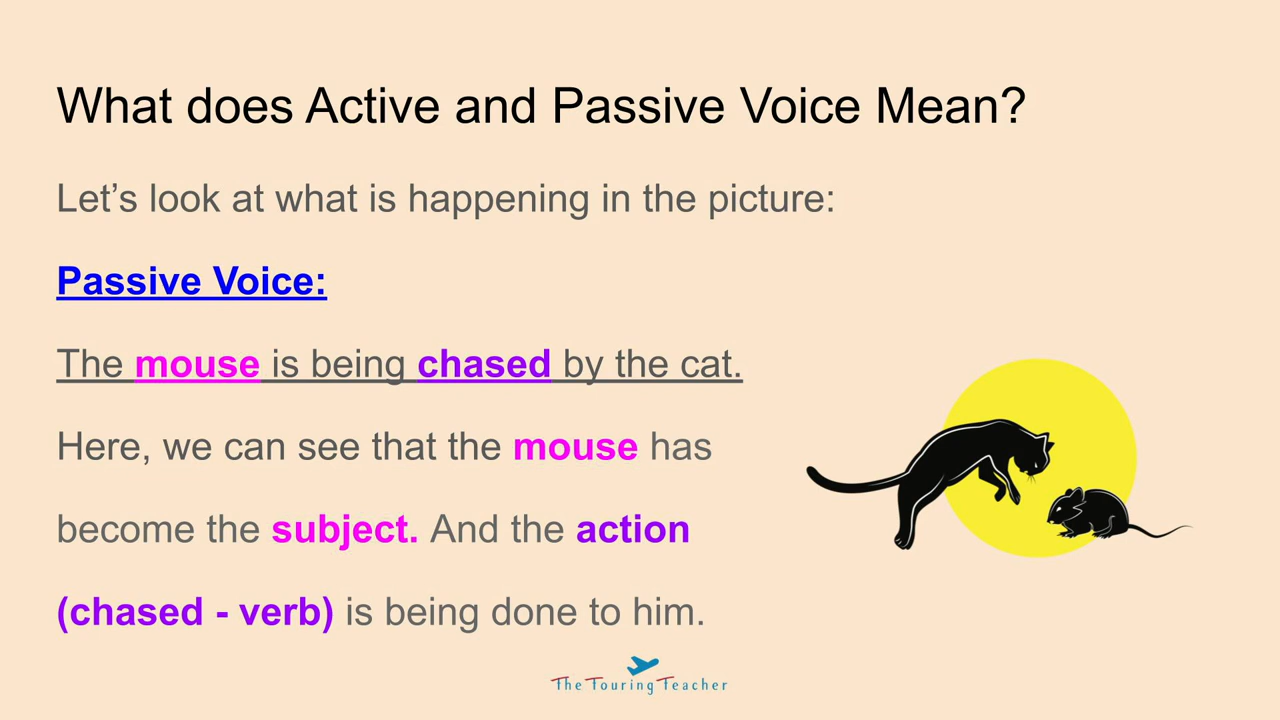 What does Active and Passive Voice Mean?
Let’s look at what is happening in the picture:
Passive Voice:
The mouse is being chased by the cat.
Here, we can see that the mouse has
become the subject. And the action
(chased - verb) is being done to him.
The Touring Teacher